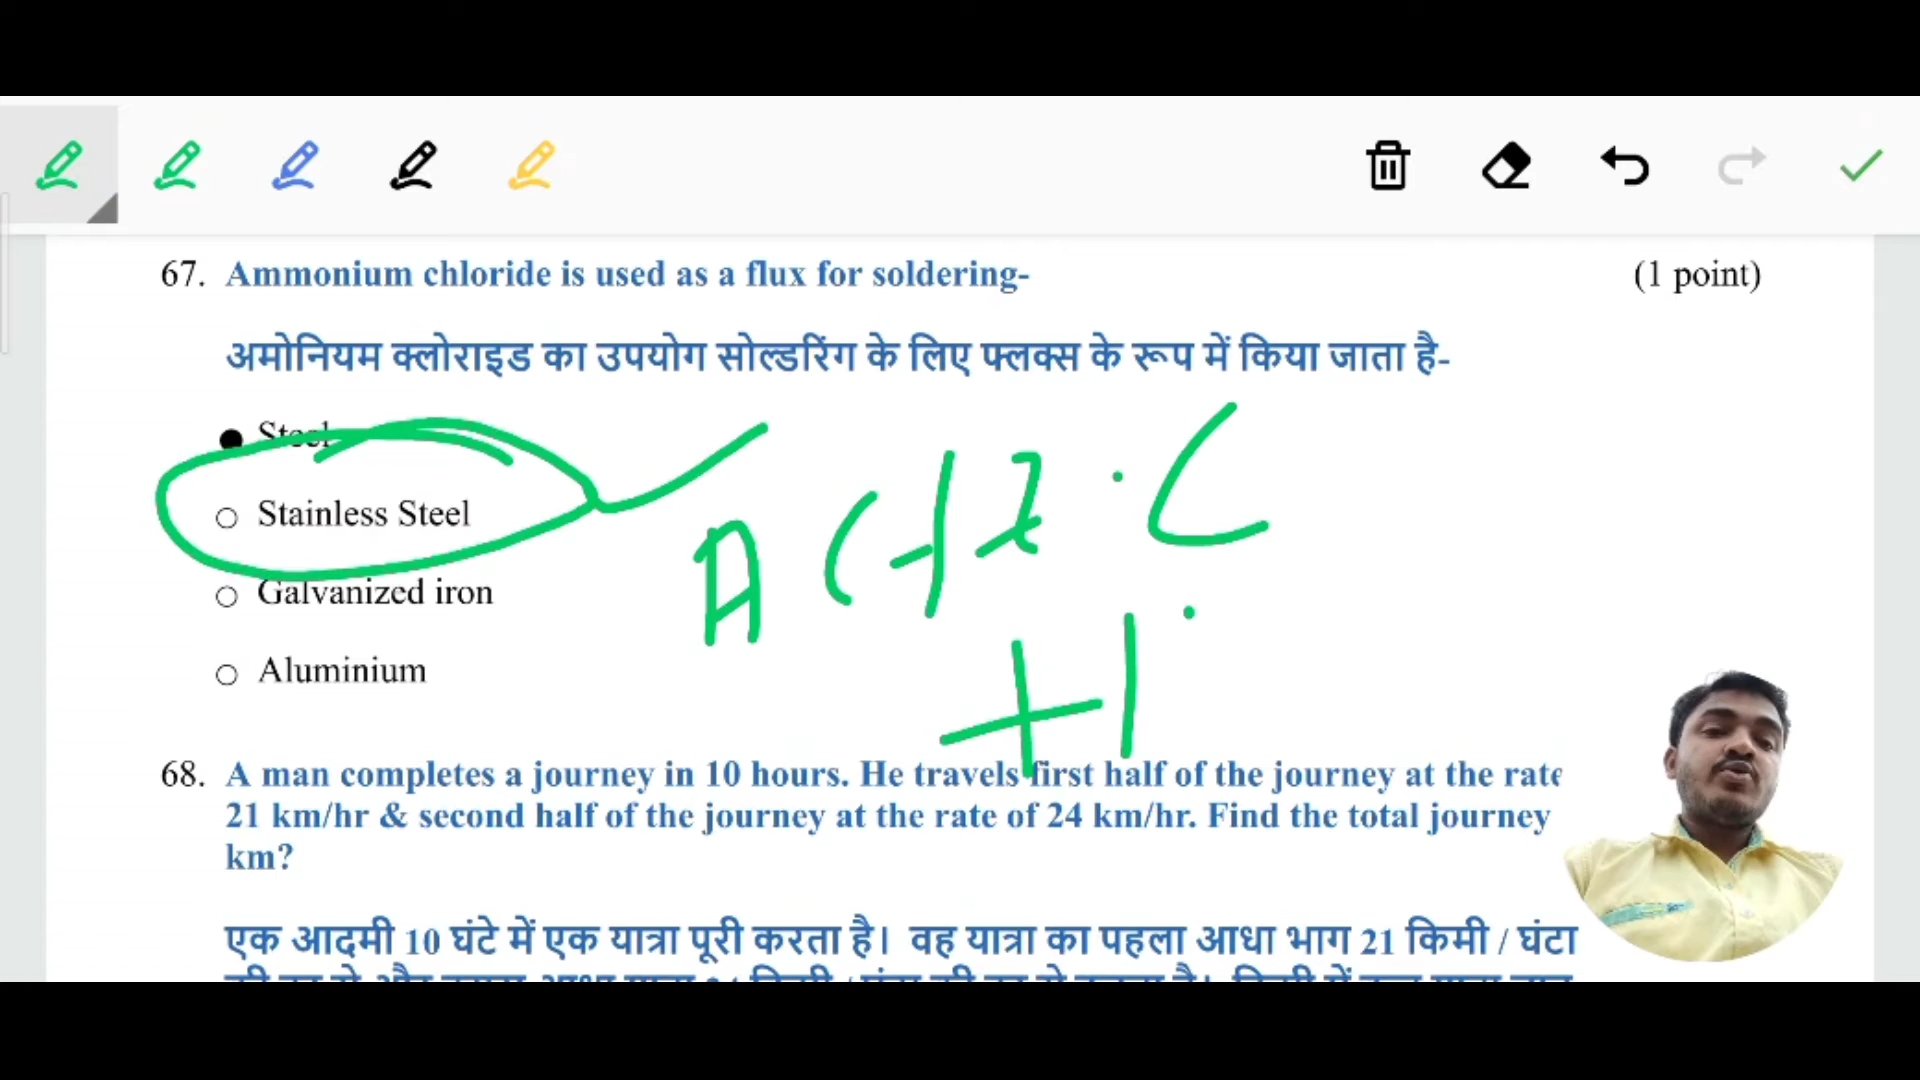 67. Ammonium chloride is used as a flux for soldering- (1 point)
अमोनियम क्लोराइड का उपयोग सोल्डरिंग के लिए फ्लक्स के रूप में किया जाता है-
Steel
Stainless Steel
Galvanized iron
Aluminium
68. A man completes a journey in 10 hours. He travels first half of the journey at the rate
21 km/hr & second half of the journey at the rate of 24 km/hr. Find the total journey
km?
एक आदमी 10 घंटे में एक यात्रा पूरी करता है। वह यात्रा का पहला आधा भाग 21 किमी / घंटा